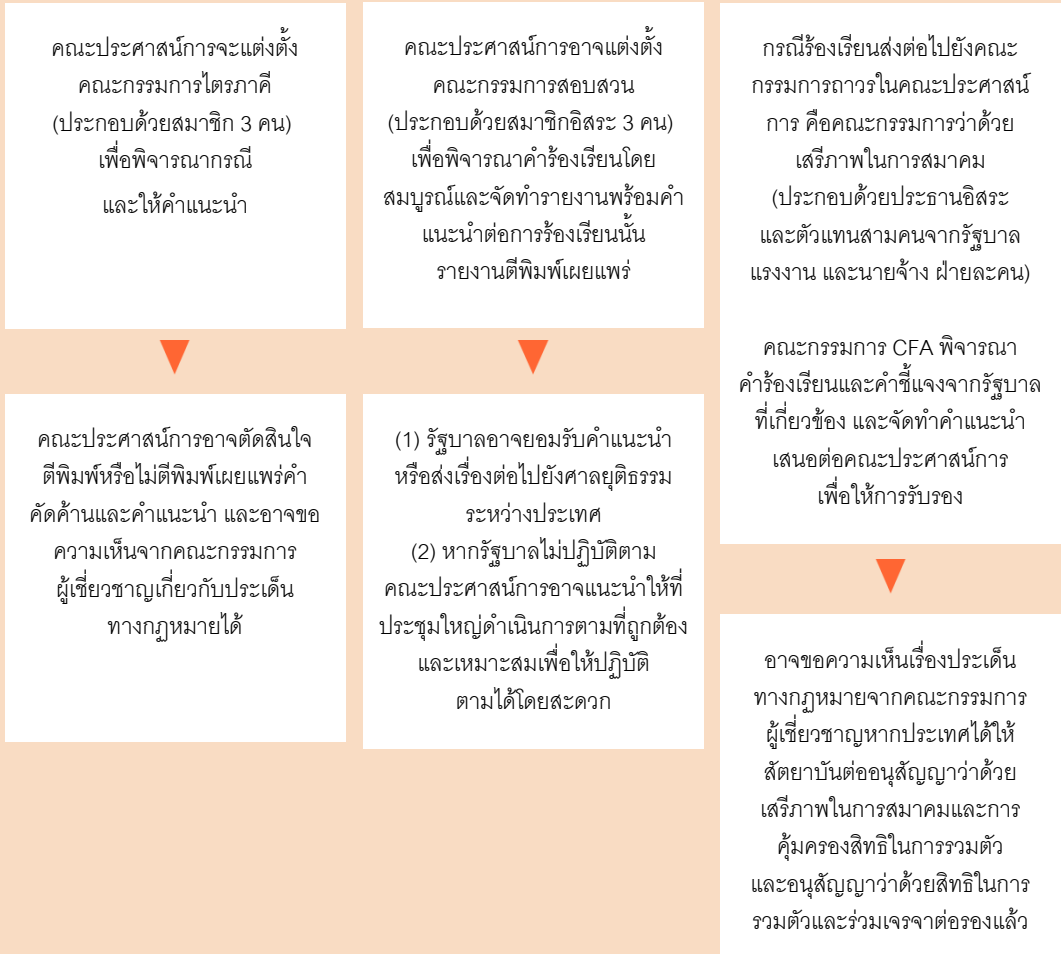 คณะประศาสน์การจะแต่งตั้ง
คณะกรรมการไตรภาคี
(ประกอบด้วยสมาชิก 3 คน)
เพื่อพิจารณากรณี
และให้คำแนะนำ
คณะประศาสน์การอาจตัดสินใจ
ตีพิมพ์หรือไม่ตีพิมพ์เผยแพร่คำ
คัดค้านและคำแนะนำ และอาจขอ
ความเห็นจากคณะกรรมการ
ผู้เชี่ยวชาญเกี่ยวกับประเด็น
ทางกฎหมายได้
คณะประศาสน์การอาจแต่งตั้ง
คณะกรรมการสอบสวน
(ประกอบด้วยสมาชิกอิสระ 3 คน)
เพื่อพิจารณาคำร้องเรียนโดย
สมบูรณ์และจัดทำรายงานพร้อมคำ
แนะนำต่อการร้องเรียนนั้น
รายงานตีพิมพ์เผยแพร่
(1) รัฐบาลอาจยอมรับคำแนะนำ
หรือส่งเรื่องต่อไปยังศาลยุติธรรม
ระหว่างประเทศ
(2) หากรัฐบาลไม่ปฏิบัติตาม
คณะประศาสน์การอาจแนะนำให้ที่
ประชุมใหญ่ดำเนินการตามที่ถูกต้อง
และเหมาะสมเพื่อให้ปฏิบัติ
ตามได้โดยสะดวก
กรณีร้องเรียนส่งต่อไปยังคณะ
กรรมการถาวรในคณะประศาสน์
การ คือคณะกรรมการว่าด้วย
เสรีภาพในการสมาคม
(ประกอบด้วยประธานอิสระ
และตัวแทนสามคนจากรัฐบาล
แรงงาน และนายจ้าง ฝ่ายละคน)
คณะกรรมการ CFA พิจารณา
คำร้องเรียนและคำชี้แจงจากรัฐบาล
ที่เกี่ยวข้อง และจัดทำคำแนะนำ
เสนอต่อคณะประศาสน์การ
เพื่อให้การรับรอง
อาจขอความเห็นเรื่องประเด็น
ทางกฎหมายจากคณะกรรมการ
ผู้เชี่ยวชาญหากประเทศได้ให้
สัตยาบันต่ออนุสัญญาว่าด้วย
เสรีภาพในการสมาคมและการ
คุ้มครองสิทธิในการรวมตัว
และอนุสัญญาว่าด้วยสิทธิในการ
รวมตัวและร่วมเจรจาต่อรองแล้ว